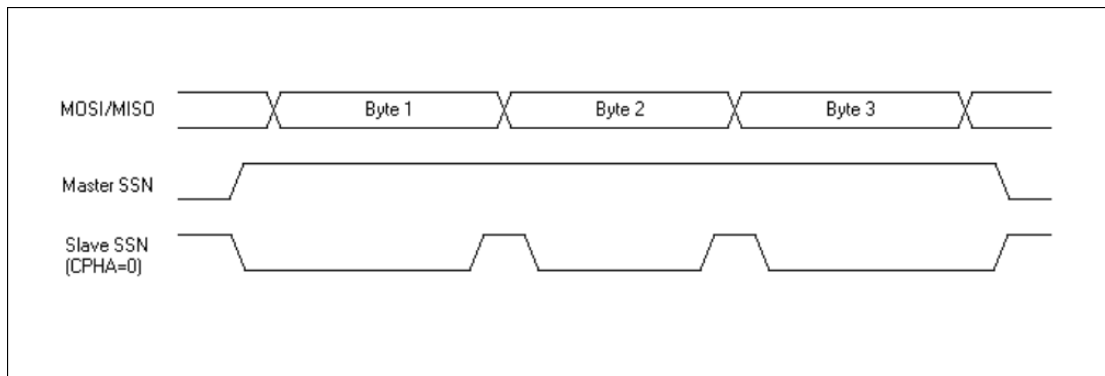 MOSI/MISO
Byte 1
Byte 2
Byte 3
Master SSN
Slave SSN
(CPHA=0)